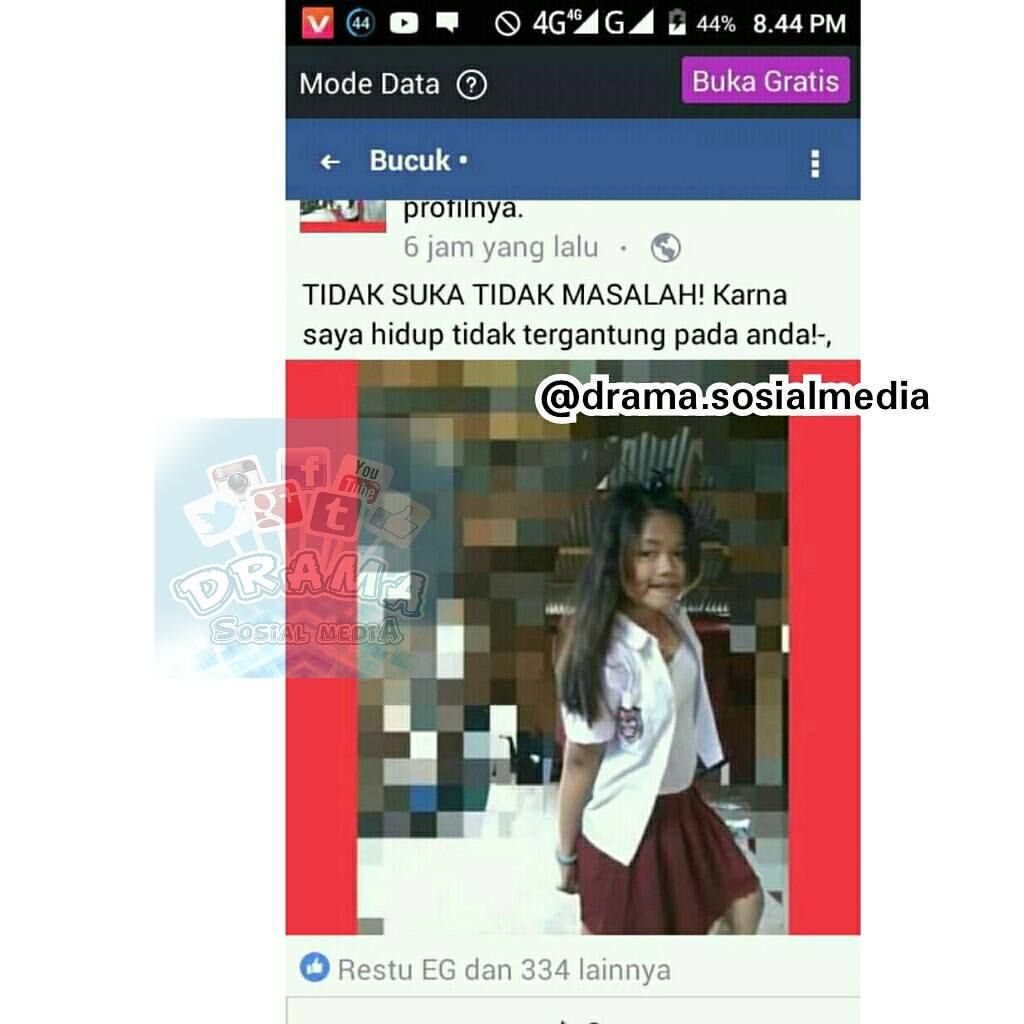 44 4G4G G 44% 8.44 PM
Mode Data ? Buka Gratis
Bucuk •
profilnya.
6 jam yang lalu ·
TIDAK SUKA TIDAK MASALAH! Karna
saya hidup tidak tergantung pada anda!-,
@drama.sosialmedia
f You
Tube
g+ t
DRAMA
SOSIAL MEDIA
Restu EG dan 334 lainnya